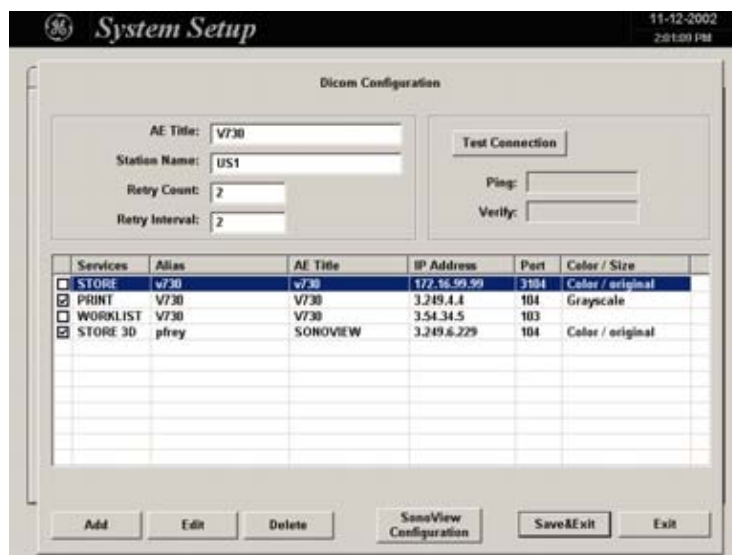 System Setup
11-12-2002
2:01:09 PM
Dicom Configuration
AE Title: V730
Station Name: US1
Retry Count: 2
Retry Interval: 2
Test Connection
Ping:
Verify:
Services Alias AE Title IP Address Port Color / Size
STORE v730 v730 172.16.99.99 3104 Color / original
PRINT V730 V730 3.249.4.4 104 Grayscale
WORKLIST V730 V730 3.54.34.5 103
STORE 3D pfrey SONOVIEW 3.249.6.229 104 Color / original
Add
Edit
Delete
SonoView
Configuration
Save&Exit
Exit